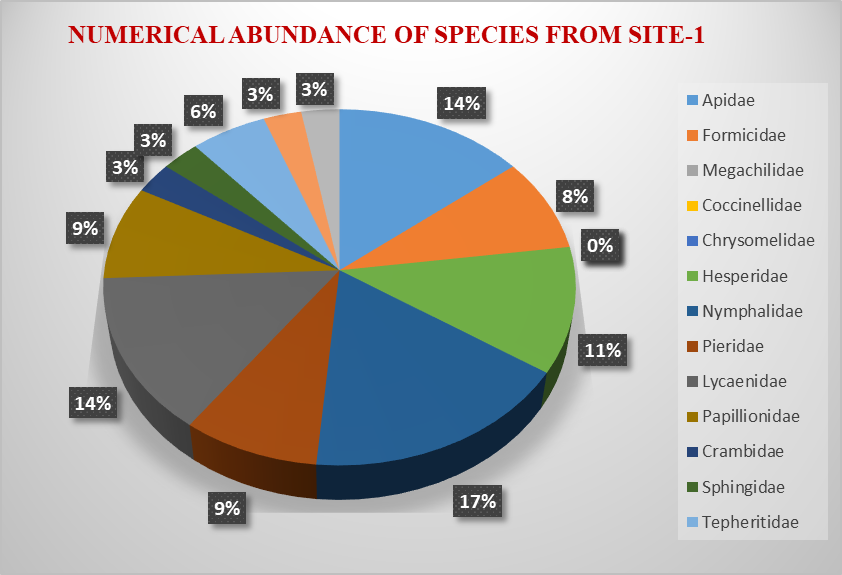 NUMERICAL ABUNDANCE OF SPECIES FROM SITE-1
14%
8%
0%
11%
17%
9%
14%
9%
3%
3%
6%
3%
3%
Apidae
Formicidae
Megachilidae
Coccinellidae
Chrysomelidae
Hesperidae
Nymphalidae
Pieridae
Lycaenidae
Papillionidae
Crambidae
Sphingidae
Tepheritidae